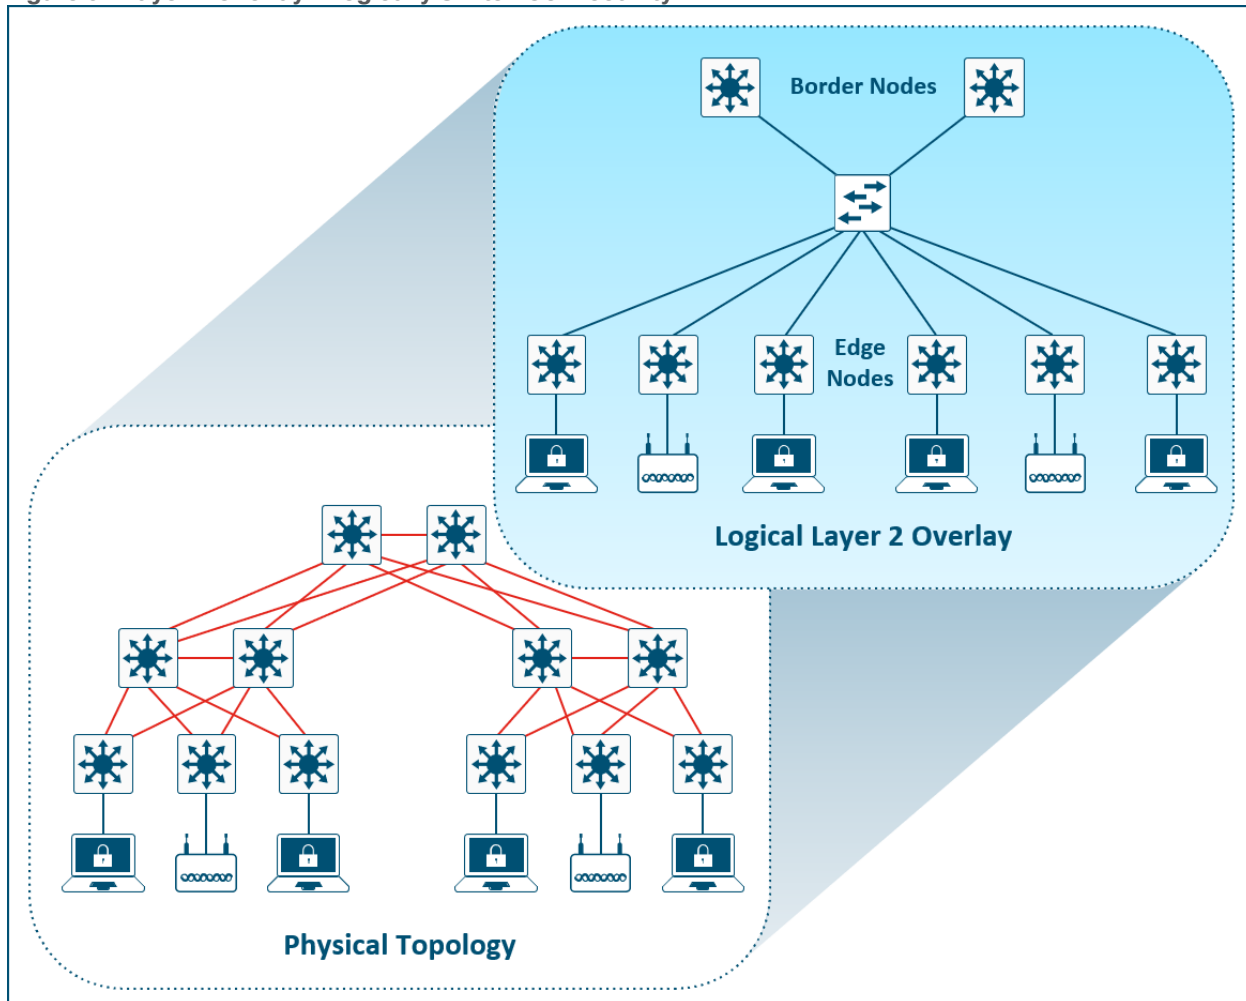 Border Nodes
Edge
Nodes
Logical Layer 2 Overlay
Physical Topology